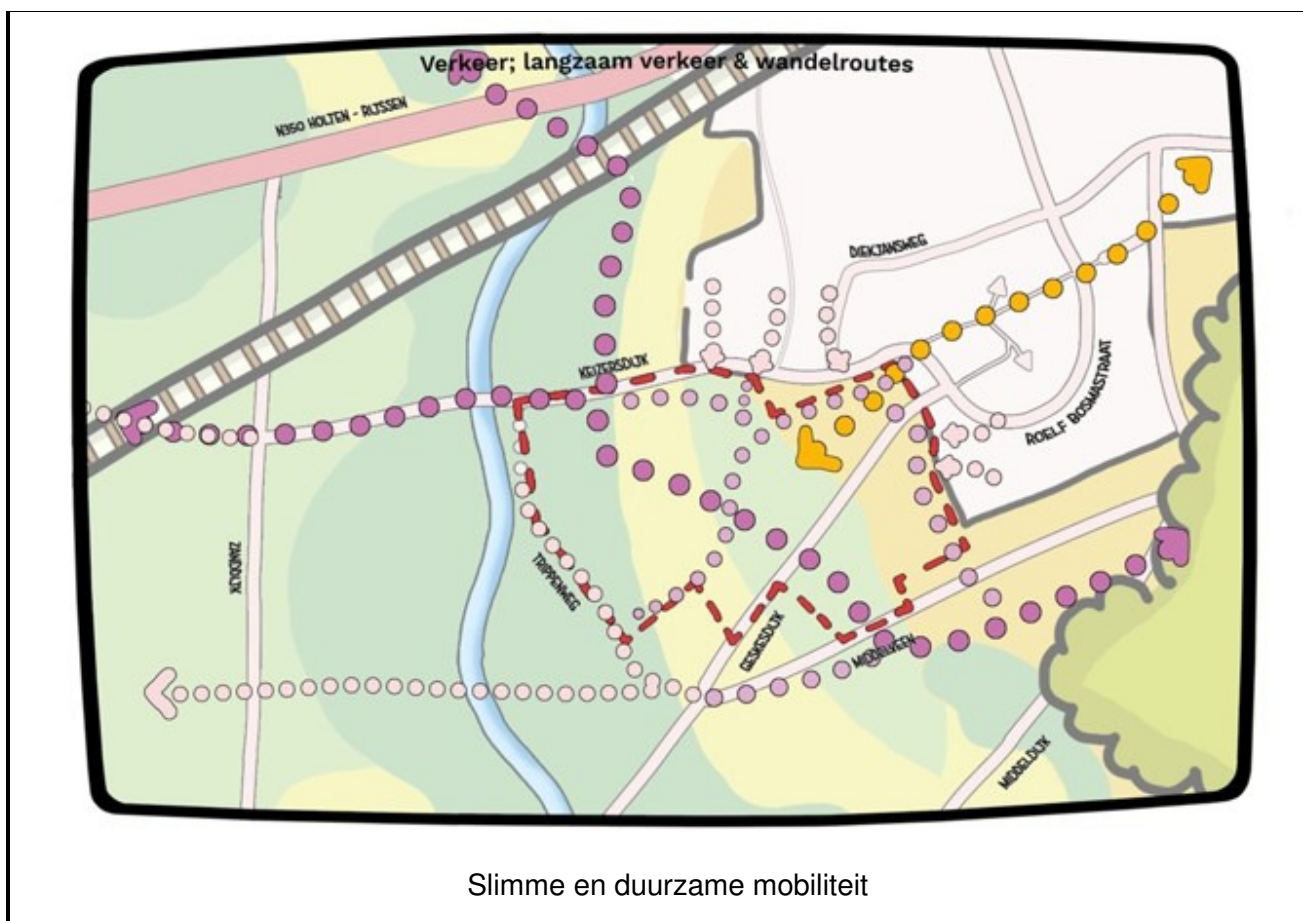 Verkeer; langzaam verkeer & wandelroutes
N350 HOLTEN - RIJSSEN
DIEKJANSWEG
KEIZERSDIJK
ROELF BOSMASTRAAT
ZANDDIJK
TRIPPENWEG
GESKESDIJK
MIDDELVEEN
MIDDELDIJK
Slimme en duurzame mobiliteit